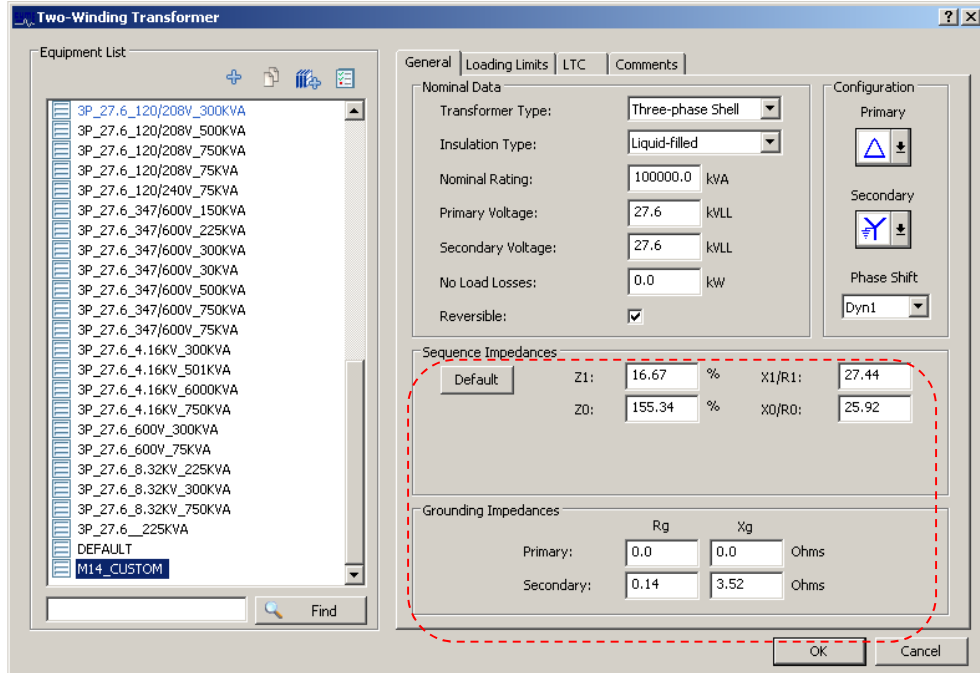 Two-Winding Transformer
Equipment List
3P_27.6_120/208V_300KVA
3P_27.6_120/208V_500KVA
3P_27.6_120/208V_750KVA
3P_27.6_120/208V_75KVA
3P_27.6_120/240V_75KVA
3P_27.6_347/600V_150KVA
3P_27.6_347/600V_225KVA
3P_27.6_347/600V_300KVA
3P_27.6_347/600V_30KVA
3P_27.6_347/600V_500KVA
3P_27.6_347/600V_750KVA
3P_27.6_347/600V_75KVA
3P_27.6_4.16KV_300KVA
3P_27.6_4.16KV_501KVA
3P_27.6_4.16KV_6000KVA
3P_27.6_4.16KV_750KVA
3P_27.6_600V_300KVA
3P_27.6_600V_75KVA
3P_27.6_8.32KV_225KVA
3P_27.6_8.32KV_300KVA
3P_27.6_8.32KV_750KVA
3P_27.6__225KVA
DEFAULT
M14_CUSTOM
Find
General Loading Limits LTC Comments
Nominal Data
Transformer Type: Three-phase Shell
Insulation Type: Liquid-filled
Nominal Rating: 100000.0 kVA
Primary Voltage: 27.6 kVLL
Secondary Voltage: 27.6 kVLL
No Load Losses: 0.0 kW
Reversible:
Configuration
Primary
Secondary
Phase Shift
Dyn1
Sequence Impedances
Default Z1: 16.67 % X1/R1: 27.44
Z0: 155.34 % X0/R0: 25.92
Grounding Impedances
Rg Xg
Primary: 0.0 0.0 Ohms
Secondary: 0.14 3.52 Ohms
OK Cancel